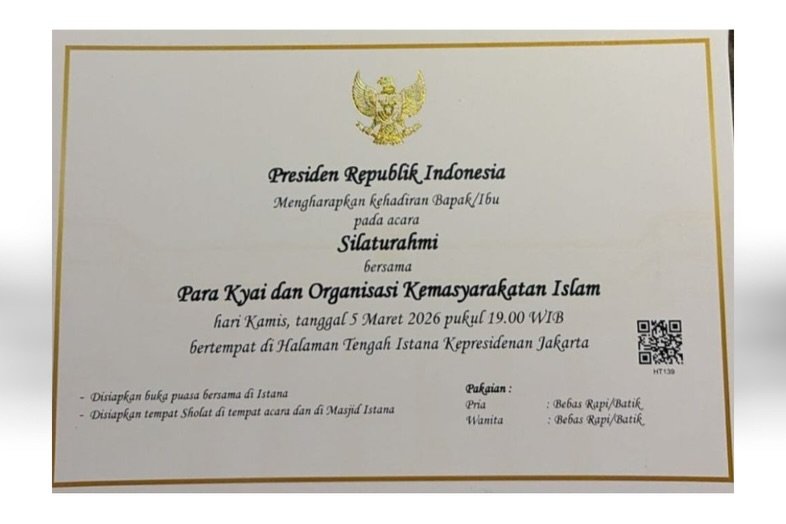 Presiden Republik Indonesia
Mengharapkan kehadiran Bapak/Ibu
pada acara
Silaturahmi
bersama
Para Kyai dan Organisasi Kemasyarakatan Islam
hari Kamis, tanggal 5 Maret 2026 pukul 19.00 WIB
bertempat di Halaman Tengah Istana Kepresidenan Jakarta
HT139
- Disiapkan buka puasa bersama di Istana
- Disiapkan tempat Sholat di tempat acara dan di Masjid Istana
Pakaian :
Pria : Bebas Rapi/Batik
Wanita : Bebas Rapi/Batik